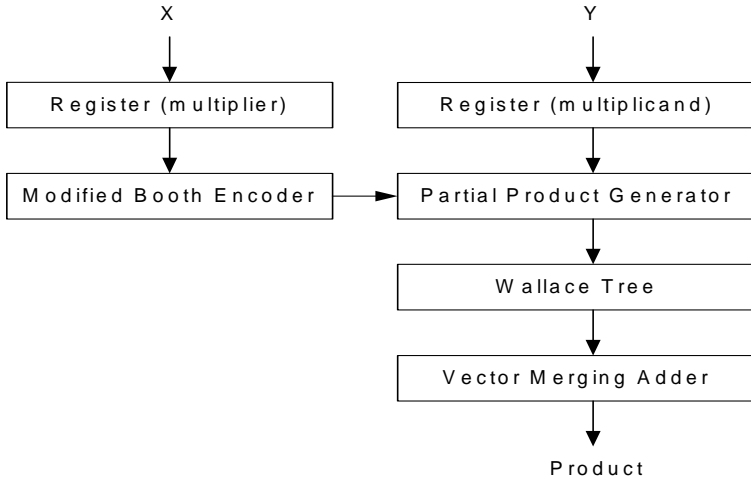 X Y
Register (multiplier) Register (multiplicand)
Modified Booth Encoder Partial Product Generator
Wallace Tree
Vector Merging Adder
Product